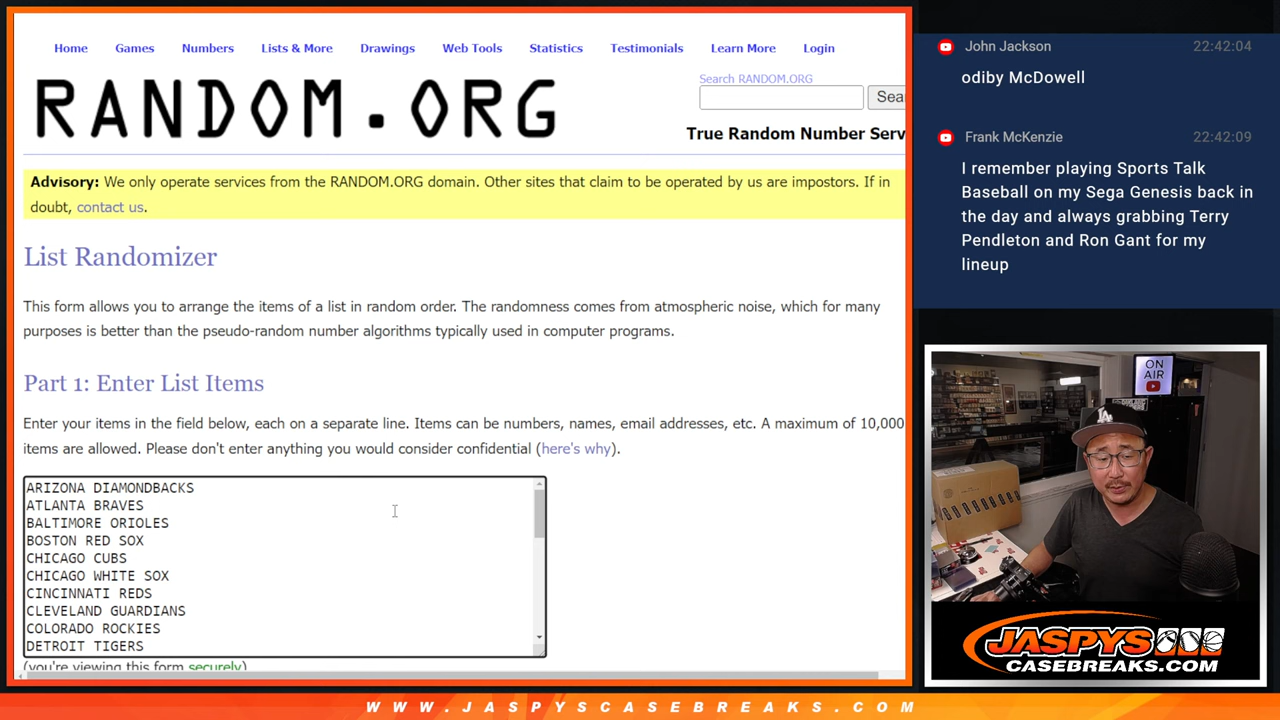 Home Games Numbers Lists & More Drawings Web Tools Statistics Testimonials Learn More Login
RANDOM.ORG
Search RANDOM.ORG
Sea
True Random Number Serv
Advisory: We only operate services from the RANDOM.ORG domain. Other sites that claim to be operated by us are impostors. If in
doubt, contact us.
List Randomizer
This form allows you to arrange the items of a list in random order. The randomness comes from atmospheric noise, which for many
purposes is better than the pseudo-random number algorithms typically used in computer programs.
Part 1: Enter List Items
Enter your items in the field below, each on a separate line. Items can be numbers, names, email addresses, etc. A maximum of 10,000
items are allowed. Please don't enter anything you would consider confidential (here's why).
ARIZONA DIAMONDBACKS
ATLANTA BRAVES
BALTIMORE ORIOLES
BOSTON RED SOX
CHICAGO CUBS
CHICAGO WHITE SOX
CINCINNATI REDS
CLEVELAND GUARDIANS
COLORADO ROCKIES
DETROIT TIGERS
(you're viewing this form securely)
John Jackson 22:42:04
odiby McDowell
Frank McKenzie 22:42:09
I remember playing Sports Talk
Baseball on my Sega Genesis back in
the day and always grabbing Terry
Pendleton and Ron Gant for my
lineup
ON
AIR
LA
JASPYS
CASEBREAKS.COM
WWW.JASPYSCASEBREAKS.COM